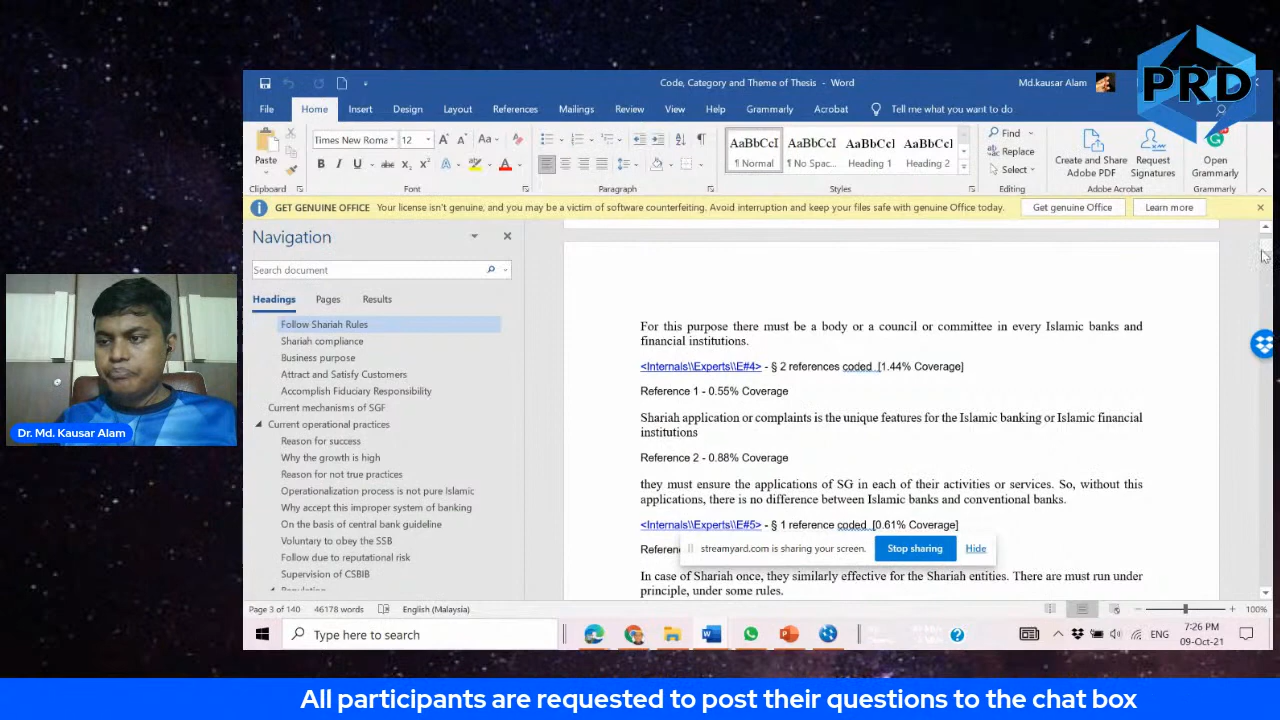 PRD
Code, Category and Theme of Thesis - Word
Md.kausar Alam
File Home Insert Design Layout References Mailings Review View Help Grammarly Acrobat Tell me what you want to do
Times New Roma 12
Paste
AaBbCcI AaBbCcI AaBbCcI AaBbCcI
¶ Normal ¶ No Spac... Heading 1 Heading 2
Find
Replace
Select
Create and Share Adobe PDF
Request Signatures
Open Grammarly
Clipboard Font Paragraph Styles Editing Adobe Acrobat Grammarly
GET GENUINE OFFICE Your license isn't genuine, and you may be a victim of software counterfeiting. Avoid interruption and keep your files safe with genuine Office today. Get genuine Office Learn more
Navigation
Search document
Headings Pages Results
Follow Shariah Rules
Shariah compliance
Business purpose
Attract and Satisfy Customers
Accomplish Fiduciary Responsibility
Current mechanisms of SGF
Current operational practices
Reason for success
Why the growth is high
Reason for not true practices
Operationalization process is not pure Islamic
Why accept this improper system of banking
On the basis of central bank guideline
Voluntary to obey the SSB
Follow due to reputational risk
Supervision of CSBIB
For this purpose there must be a body or a council or committee in every Islamic banks and
financial institutions.
<Internals\\Experts\\E#4> - § 2 references coded [1.44% Coverage]
Reference 1 - 0.55% Coverage
Shariah application or complaints is the unique features for the Islamic banking or Islamic financial
institutions
Reference 2 - 0.88% Coverage
they must ensure the applications of SG in each of their activities or services. So, without this
applications, there is no difference between Islamic banks and conventional banks.
<Internals\\Experts\\E#5> - § 1 reference coded [0.61% Coverage]
streamyard.com is sharing your screen. Stop sharing Hide
In case of Shariah once, they similarly effective for the Shariah entities. There are must run under
principle, under some rules.
Page 3 of 140 46178 words English (Malaysia) 100%
Type here to search
ENG
7:26 PM
09-Oct-21
Dr. Md. Kausar Alam
All participants are requested to post their questions to the chat box